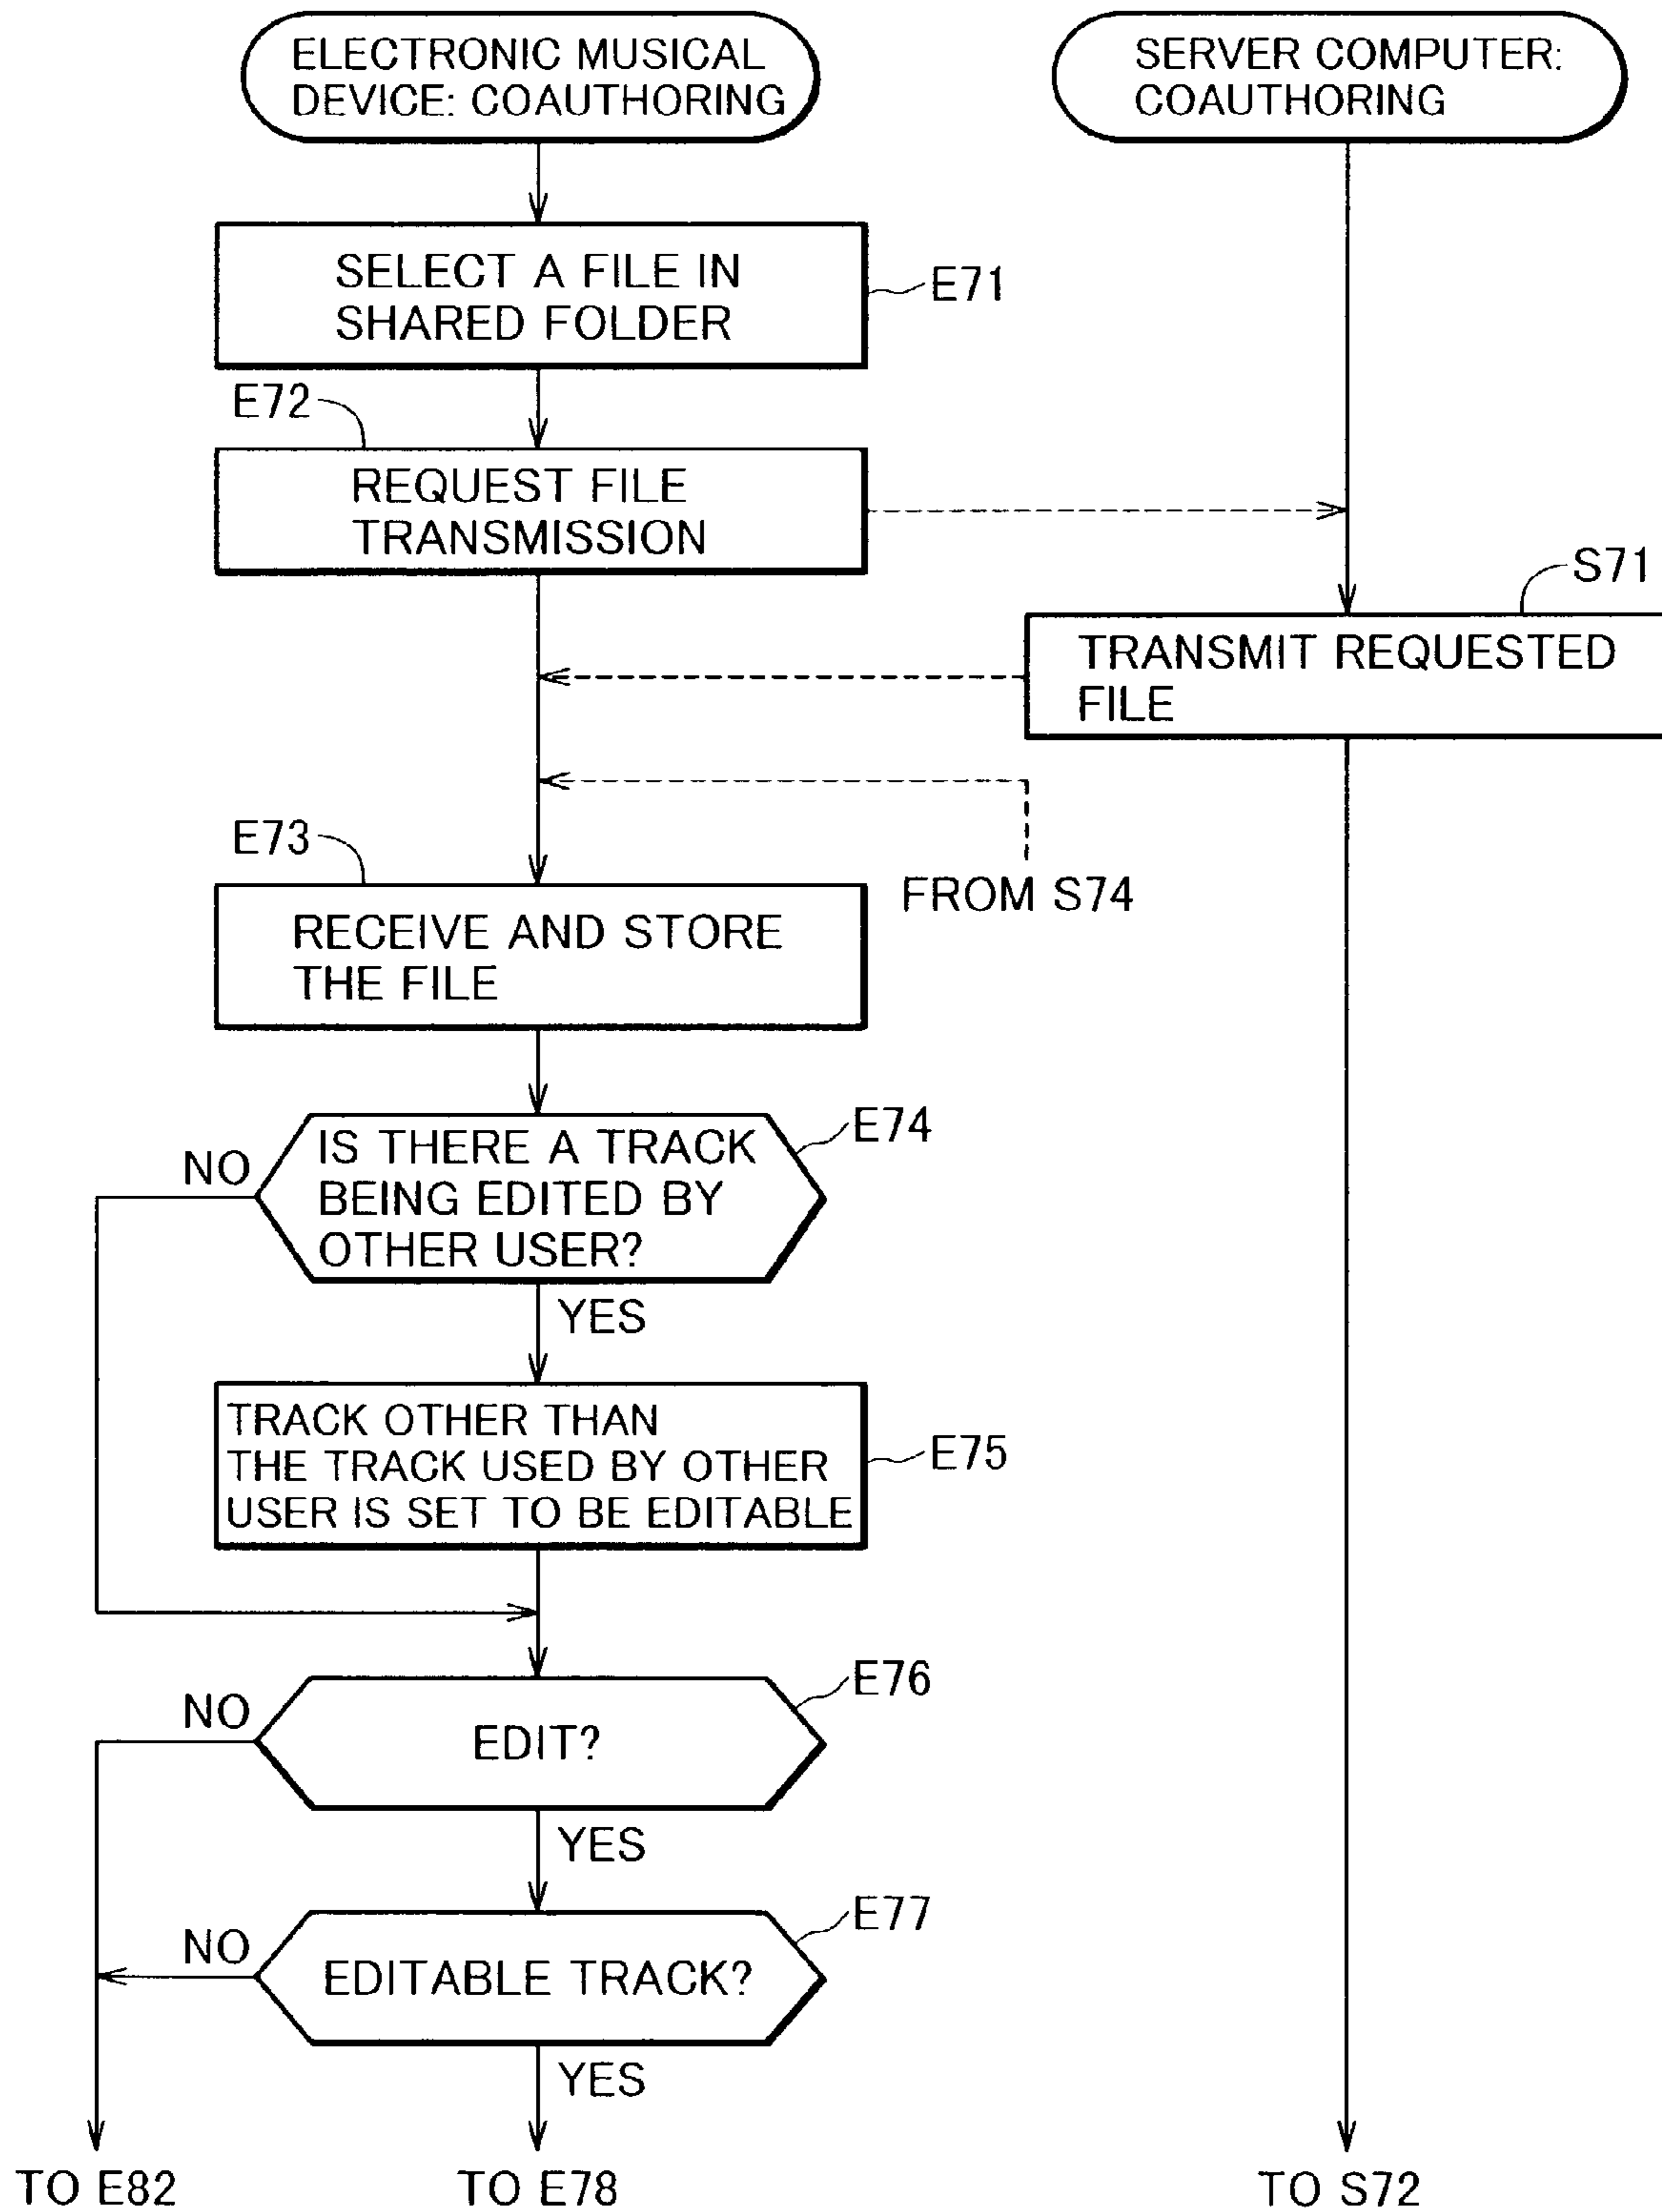 ELECTRONIC MUSICAL
DEVICE: COAUTHORING
SERVER COMPUTER:
COAUTHORING
SELECT A FILE IN
SHARED FOLDER
E71
E72
REQUEST FILE
TRANSMISSION
S71
TRANSMIT REQUESTED
FILE
E73
FROM S74
RECEIVE AND STORE
THE FILE
E74
NO
IS THERE A TRACK
BEING EDITED BY
OTHER USER?
YES
TRACK OTHER THAN
THE TRACK USED BY OTHER
USER IS SET TO BE EDITABLE
E75
E76
NO
EDIT?
YES
E77
NO
EDITABLE TRACK?
YES
TO E82
TO E78
TO S72